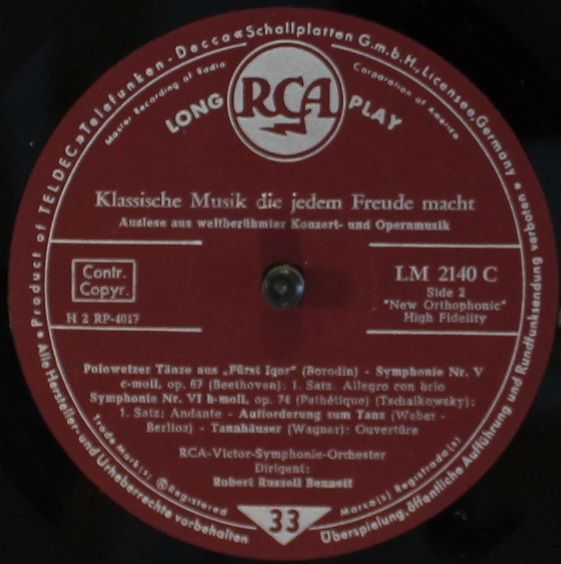 Product of TELDEC »Telefunken - Decca« Schallplatten G.m.b.H., Licensee, Germany
Master Recording of Radio Corporation of America
LONG RCA PLAY
Klassische Musik die jedem Freude macht
Auslese aus weltberühmter Konzert- und Opernmusik
Contr.
Copyr.
H 2 RP-4017
LM 2140 C
Side 2
"New Orthophonic"
High Fidelity
Polowetzer Tänze aus „Fürst Igor” (Borodin) - Symphonie Nr. V
c-moll, op. 67 (Beethoven): 1. Satz: Allegro con brio
Symphonie Nr. VI h-moll, op. 74 (Pathétique) (Tschaikowsky):
1. Satz: Andante - Aufforderung zum Tanz (Weber -
Berlioz) - Tannhäuser (Wagner): Ouvertüre
RCA-Victor-Symphonie-Orchester
Dirigent:
Robert Russell Bennett
Trade Mark(s) ®Registered
Marca(s) Registrada(s)
33
Alle Hersteller- und Urheberrechte vorbehalten
Überspielung, öffentliche Aufführung und Rundfunksendung verboten